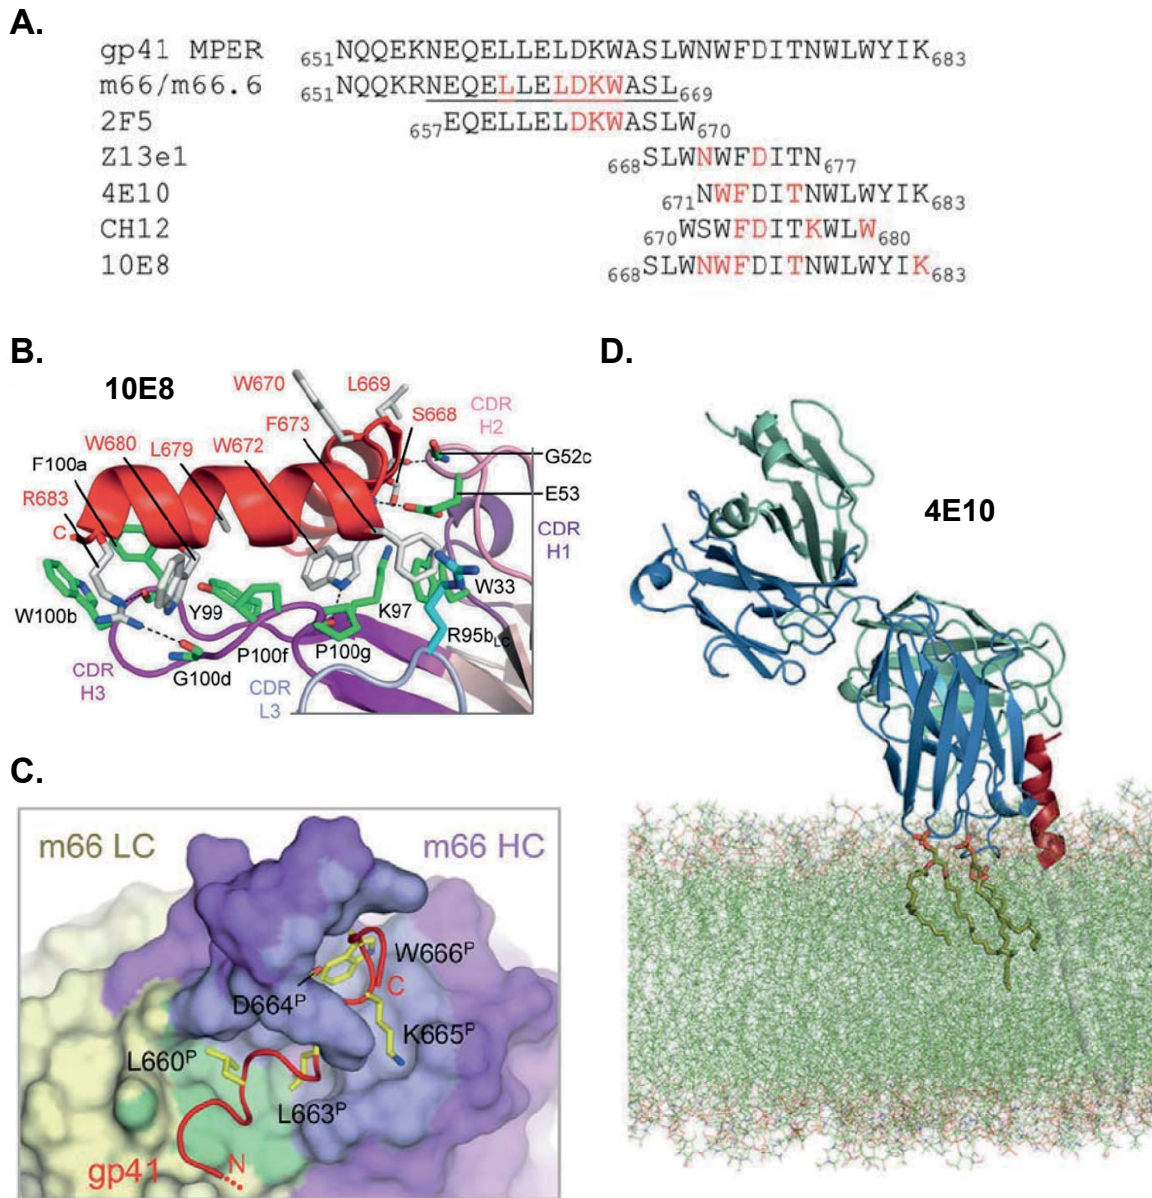 A.
gp41 MPER 651NQQEKNEQELLELDKWASLWNWFDITNWLWYIK683
m66/m66.6 651NQQKRNEQELLELDKWASL669
2F5 657EQELLELDKWASLW670
Z13e1 668SLWNWFDITN677
4E10 671NWFDITNWLWYIK683
CH12 670WSWFDITKWLW680
10E8 668SLWNWFDITNWLWYIK683
B.
10E8
W670
L669
CDR
H2
S668
F673
W680
L679
W672
G52c
F100a
E53
R683
CDR
H1
C
W33
W100b
Y99
K97
R95bLC
P100f
P100g
CDR
H3
G100d
CDR
L3
C.
m66 LC
m66 HC
W666P
C
D664P
K665P
L660P
L663P
gp41
N
D.
4E10